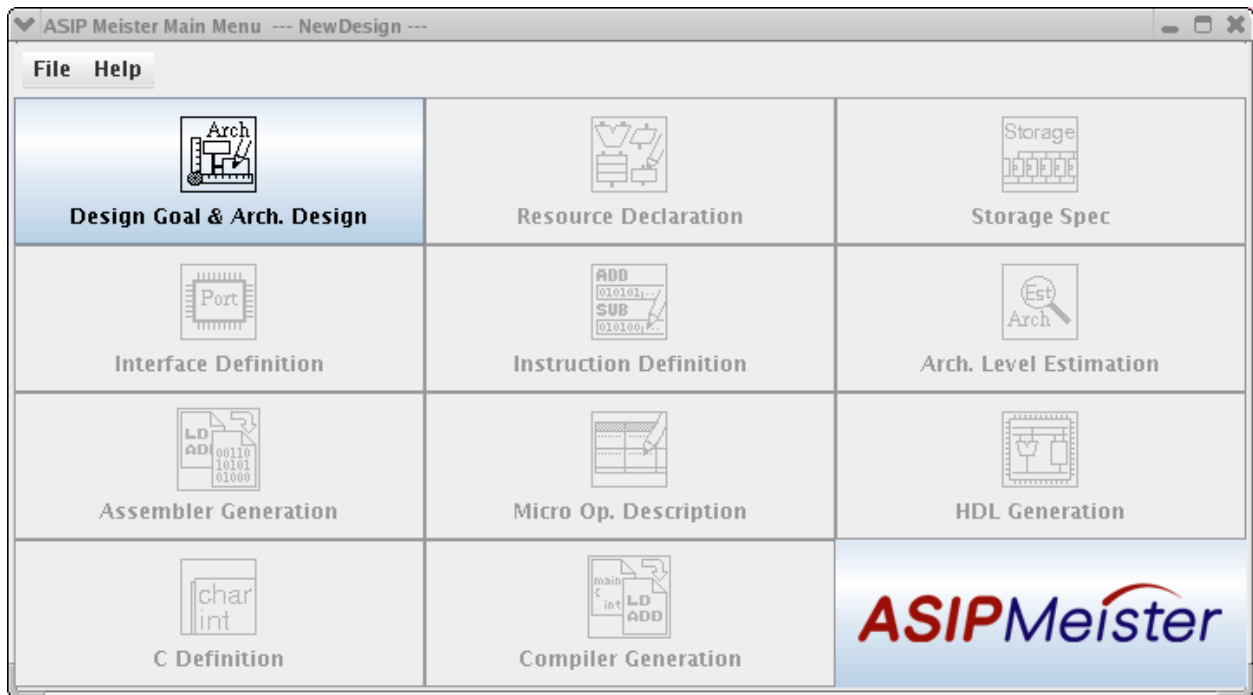 ASIP Meister Main Menu --- NewDesign ---
File Help
Arch
Design Goal & Arch. Design
Resource Declaration
Storage
Storage Spec
Port
Interface Definition
ADD
010101...
SUB
010100
Instruction Definition
Est
Arch
Arch. Level Estimation
LD
ADD
00110
10101
01000
Assembler Generation
Micro Op. Description
HDL Generation
char
int
C Definition
main
{
int
LD
ADD
Compiler Generation
ASIPMeister